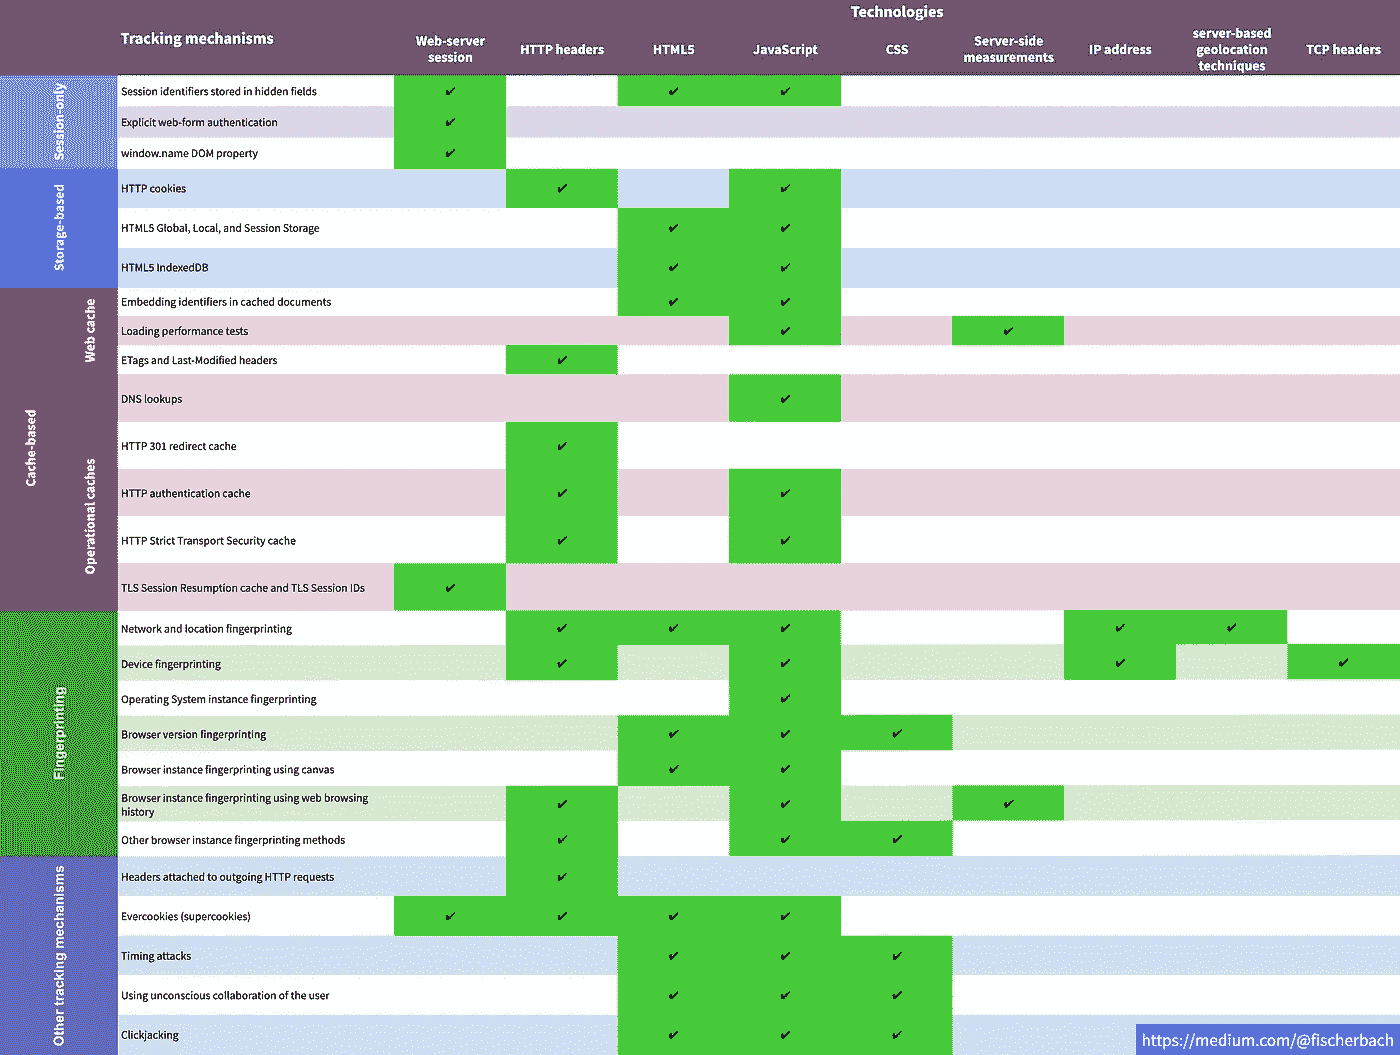 Technologies
Tracking mechanisms
Web-server
session
HTTP headers
HTML5
JavaScript
CSS
Server-side
measurements
IP address
server-based
geolocation
techniques
TCP headers
Session-only
Session identifiers stored in hidden fields ✔ ✔ ✔
Explicit web-form authentication ✔
window.name DOM property ✔
Storage-based
HTTP cookies ✔ ✔
HTML5 Global, Local, and Session Storage ✔ ✔
HTML5 IndexedDB ✔ ✔
Cache-based
Web cache
Embedding identifiers in cached documents ✔ ✔
Loading performance tests ✔ ✔
ETags and Last-Modified headers ✔
Operational caches
DNS lookups ✔
HTTP 301 redirect cache ✔
HTTP authentication cache ✔ ✔
HTTP Strict Transport Security cache ✔ ✔
TLS Session Resumption cache and TLS Session IDs ✔
Fingerprinting
Network and location fingerprinting ✔ ✔ ✔ ✔ ✔
Device fingerprinting ✔ ✔ ✔ ✔
Operating System instance fingerprinting ✔
Browser version fingerprinting ✔ ✔ ✔
Browser instance fingerprinting using canvas ✔ ✔
Browser instance fingerprinting using web browsing
history ✔ ✔ ✔
Other browser instance fingerprinting methods ✔ ✔ ✔
Other tracking mechanisms
Headers attached to outgoing HTTP requests ✔
Evercookies (supercookies) ✔ ✔ ✔ ✔
Timing attacks ✔ ✔ ✔
Using unconscious collaboration of the user ✔ ✔ ✔
Clickjacking ✔ ✔ ✔
https://medium.com/@fischerbach